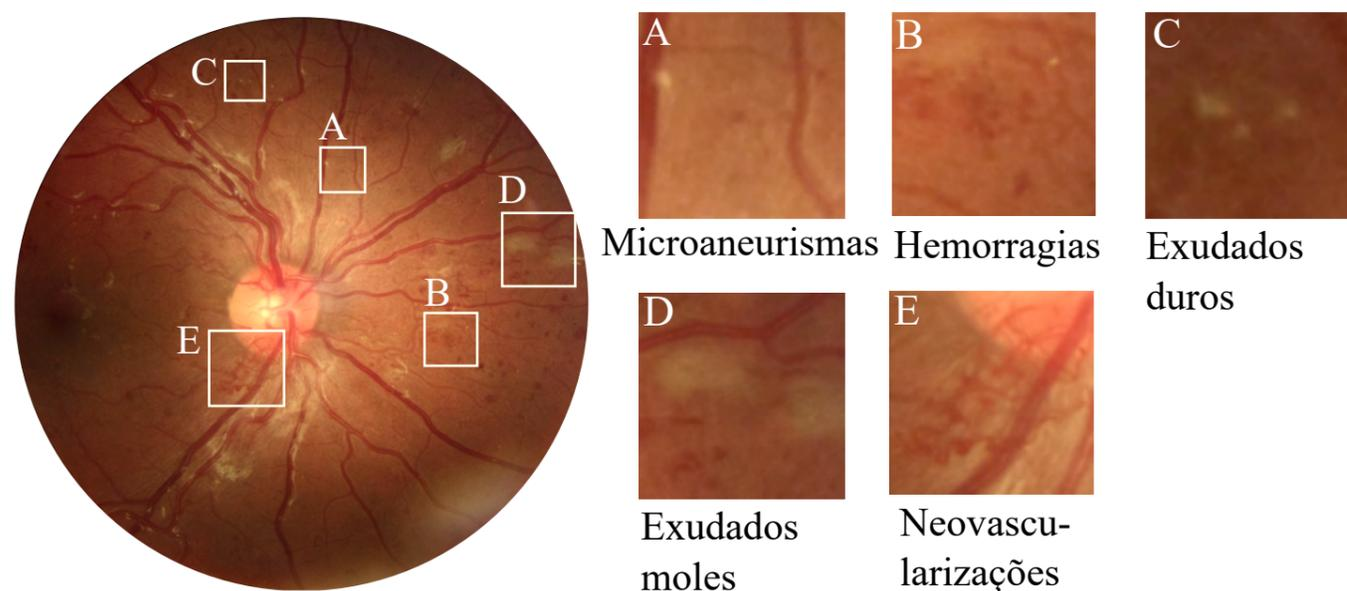 C
A
D
B
E
A
B
C
Microaneurismas
Hemorragias
Exudados
duros
D
E
Exudados
moles
Neovascu-
larizações